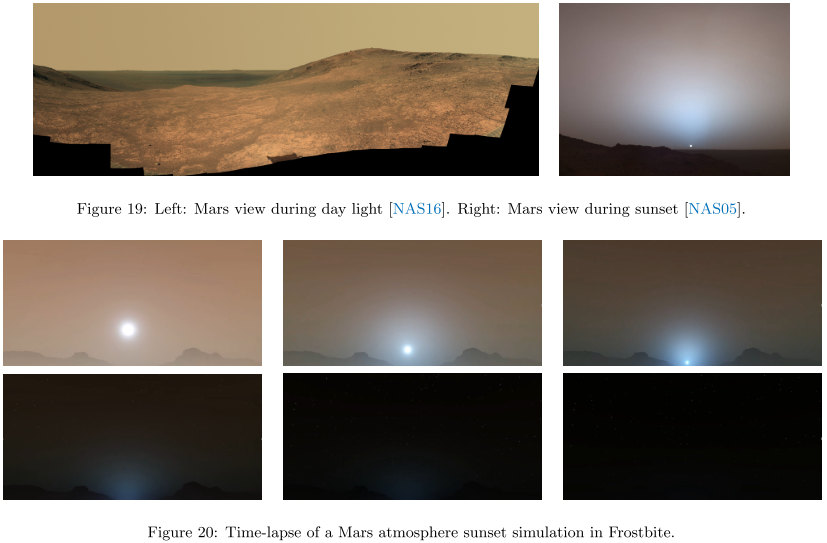 Figure 19: Left: Mars view during day light [NAS16]. Right: Mars view during sunset [NAS05].
Figure 20: Time-lapse of a Mars atmosphere sunset simulation in Frostbite.